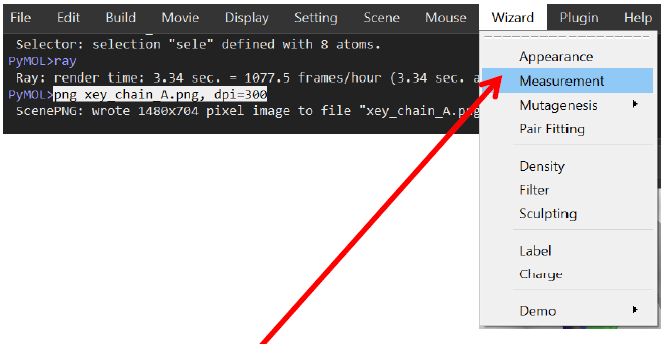 File Edit Build Movie Display Setting Scene Mouse Wizard Plugin Help
Selector: selection "sele" defined with 8 atoms.
PyMOL>ray
Ray: render time: 3.34 sec. = 1077.5 frames/hour (3.34 sec. a
PyMOL>png xey_chain_A.png, dpi=300
ScenePNG: wrote 1480x704 pixel image to file "xey_chain_A.png
Appearance
Measurement
Mutagenesis
Pair Fitting
Density
Filter
Sculpting
Label
Charge
Demo